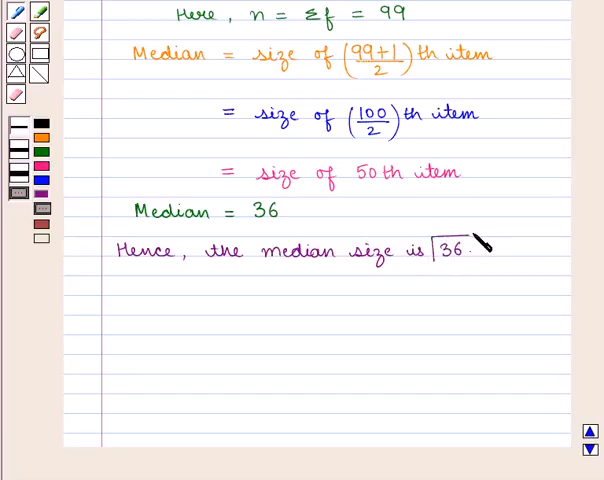 Here, n = Σf = 99
Median = size of (99+1/2) th item
= size of (100/2) th item
= size of 50th item
Median = 36
Hence, the median size is 36.